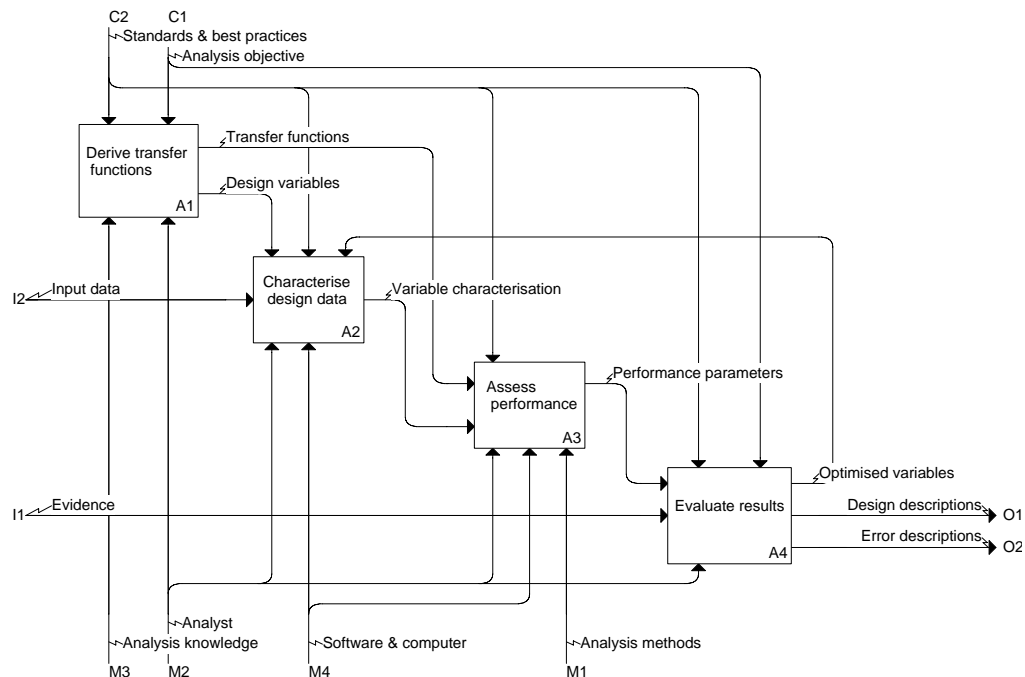 C2 C1
Standards & best practices
Analysis objective
Derive transfer
functions
A1
Transfer functions
Design variables
I2 Input data
Characterise
design data
A2
Variable characterisation
Assess
performance
A3
Performance parameters
I1 Evidence
Evaluate results
A4
Optimised variables
Design descriptions O1
Error descriptions O2
Analyst
Analysis knowledge
Software & computer
Analysis methods
M3 M2 M4 M1